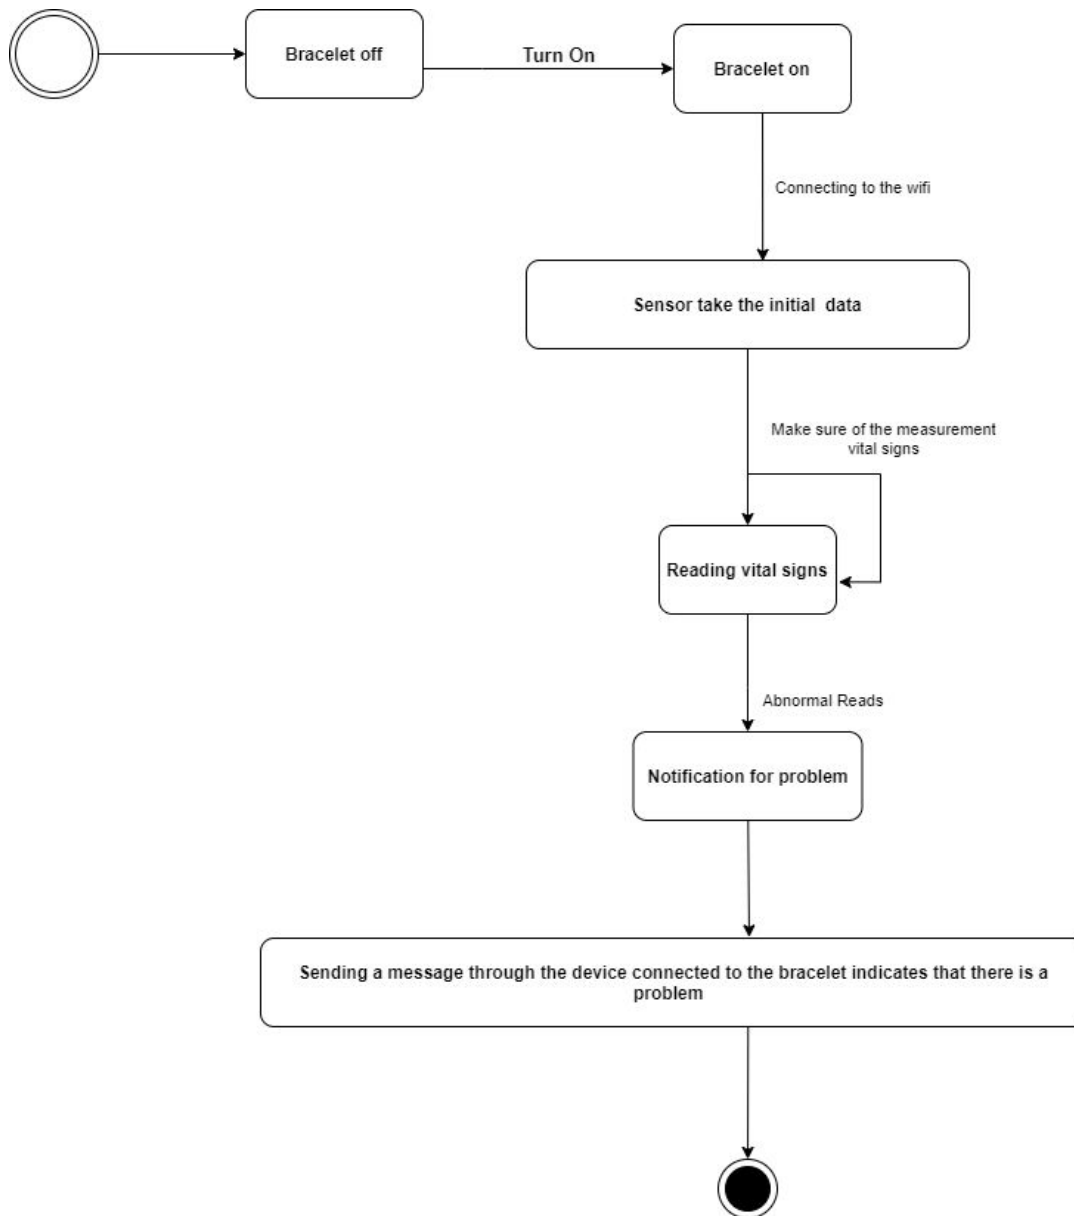 Bracelet off
Turn On
Bracelet on
Connecting to the wifi
Sensor take the initial  data
Make sure of the measurement
vital signs
Reading vital signs
Abnormal Reads
Notification for problem
Sending a message through the device connected to the bracelet indicates that there is a
problem